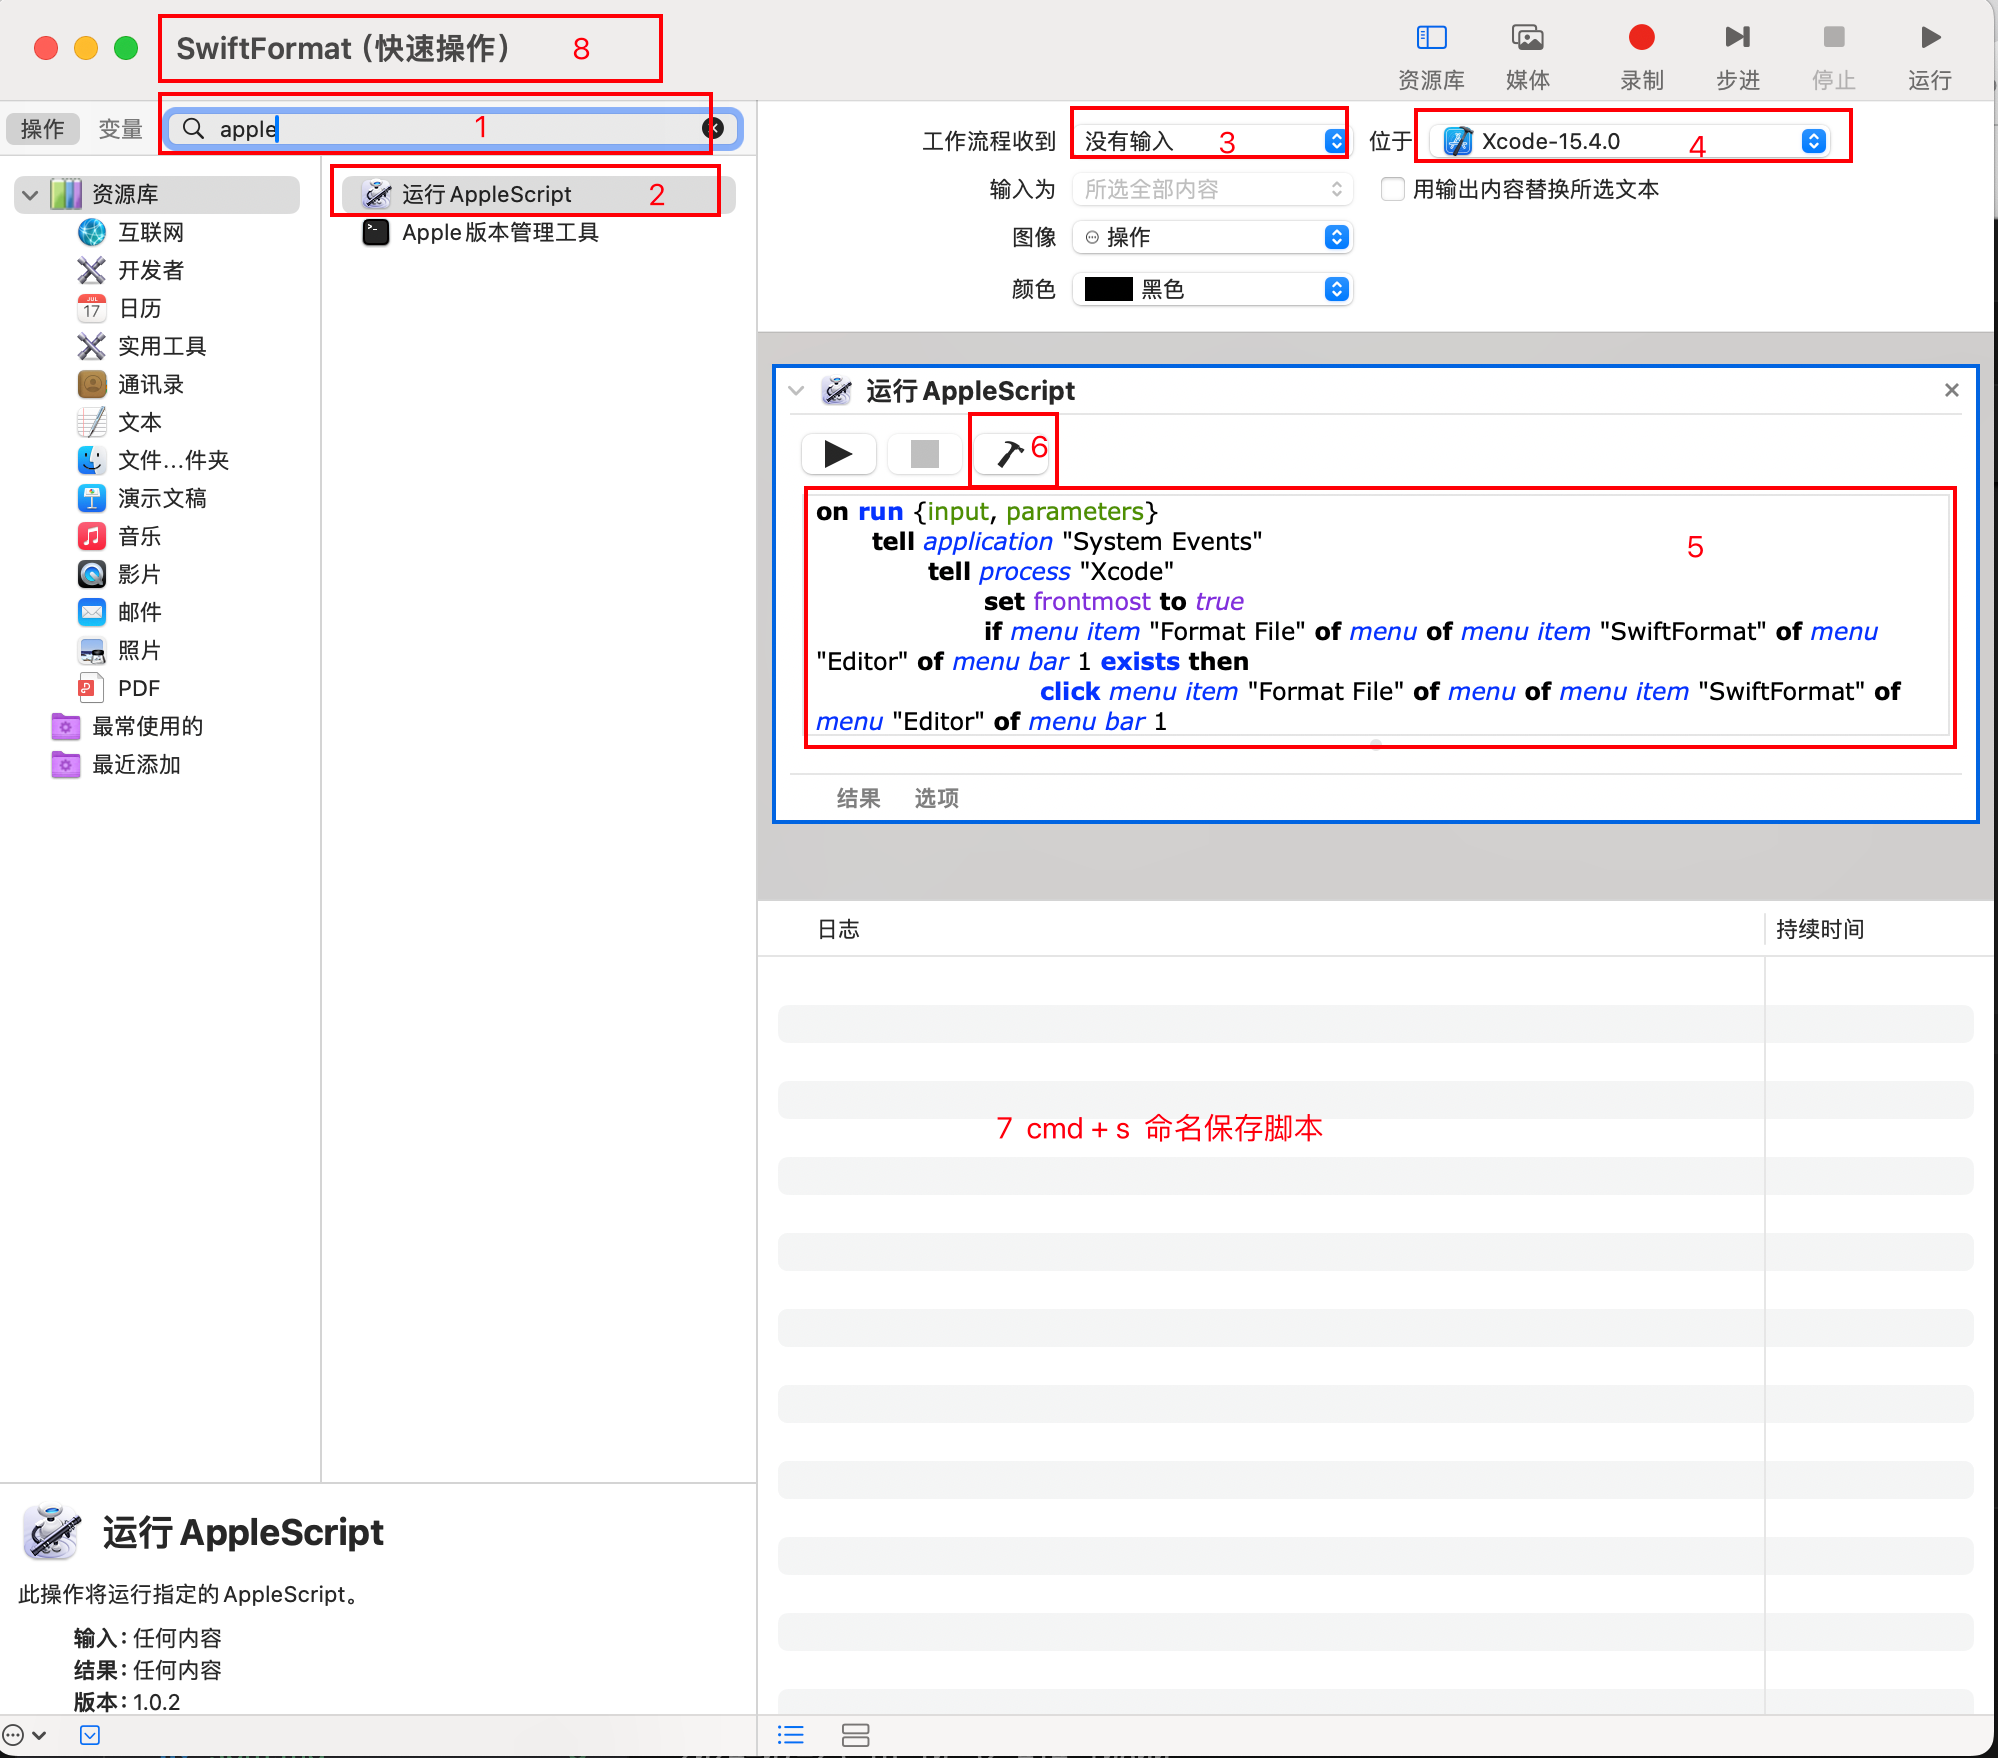 SwiftFormat（快速操作） 8
资源库 媒体 录制 步进 停止 运行
操作 变量 apple 1
工作流程收到 没有输入 3 位于 Xcode-15.4.0 4
输入为 所选全部内容 用输出内容替换所选文本
图像 操作
颜色 黑色
资源库
互联网
开发者
JUL
17
日历
实用工具
通讯录
文本
文件...件夹
演示文稿
音乐
影片
邮件
照片
PDF
最常使用的
最近添加
运行 AppleScript 2
Apple 版本管理工具
运行 AppleScript
6
on run {input, parameters}
tell application "System Events"
5
tell process "Xcode"
set frontmost to true
if menu item "Format File" of menu of menu item "SwiftFormat" of menu
"Editor" of menu bar 1 exists then
click menu item "Format File" of menu of menu item "SwiftFormat" of
menu "Editor" of menu bar 1
结果 选项
日志 持续时间
7 cmd + s 命名保存脚本
运行 AppleScript
此操作将运行指定的 AppleScript。
输入：任何内容
结果：任何内容
版本：1.0.2